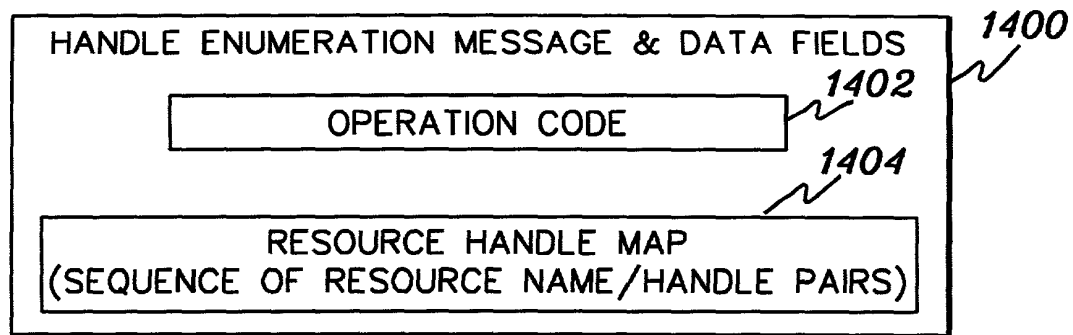 HANDLE ENUMERATION MESSAGE & DATA FIELDS
1400
1402
OPERATION CODE
1404
RESOURCE HANDLE MAP
(SEQUENCE OF RESOURCE NAME/HANDLE PAIRS)